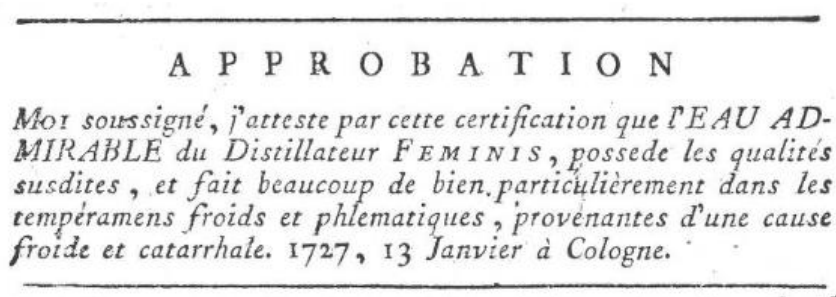 APPROBATION
MOI soussigné, j'atteste par cette certification que l'EAU AD-
MIRABLE du Distillateur FEMINIS, possede les qualités
susdites, et fait beaucoup de bien particulièrement dans les
tempéramens froids et phlematiques, provenantes d'une cause
froide et catarrhale. 1727, 13 Janvier à Cologne.